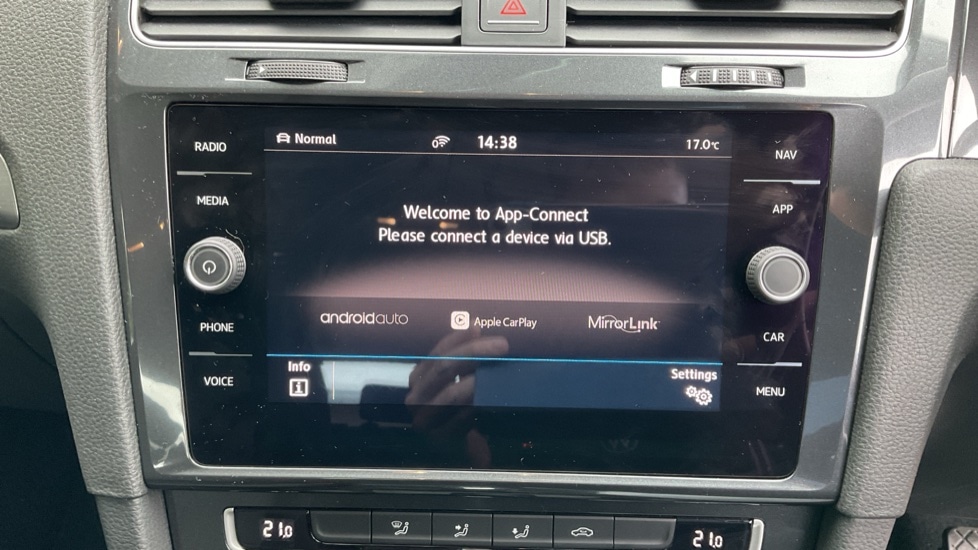 RADIO
MEDIA
PHONE
VOICE
Normal 14:38 17.0°C
Welcome to App-Connect
Please connect a device via USB.
androidauto Apple CarPlay MirrorLink
Info Settings
NAV
APP
CAR
MENU
21.0 21.0